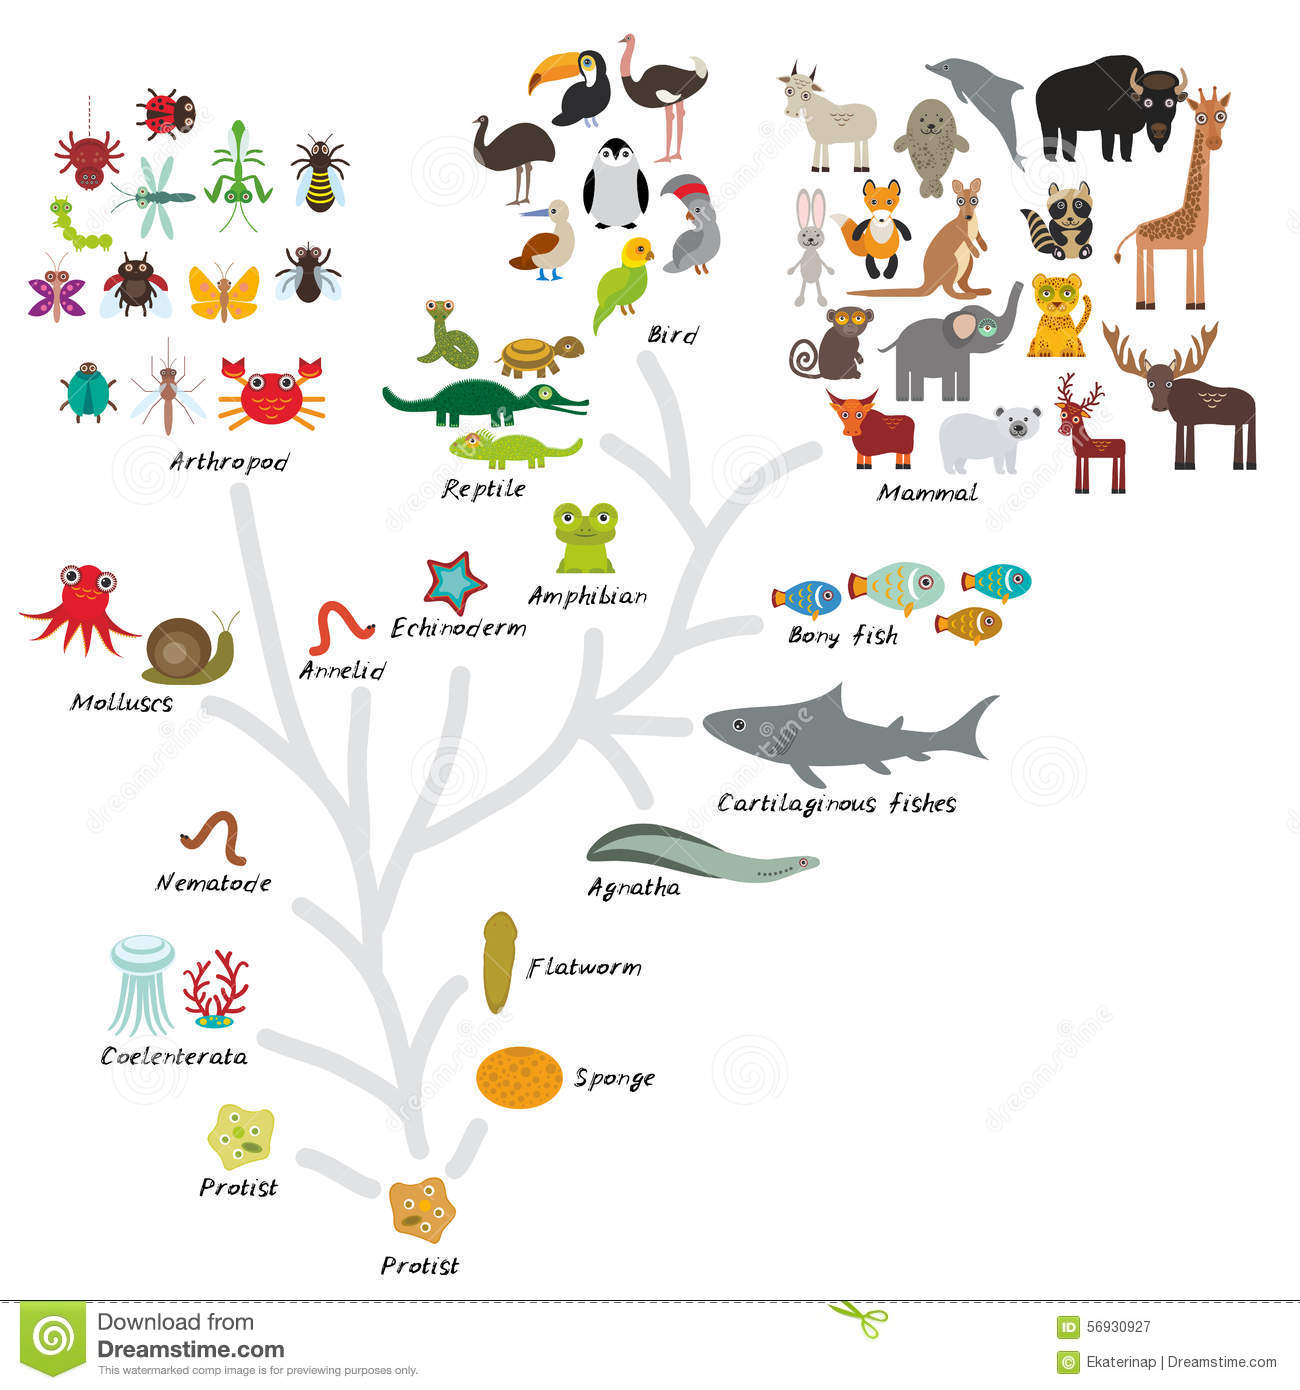 Bird
Arthropod
Reptile
Mammal
Amphibian
Echinoderm
Bony fish
Annelid
Molluscs
Cartilaginous fishes
Nematode
Agnatha
Flatworm
Coelenterata
Sponge
Protist
Protist
dreamstime
Download from
Dreamstime.com
This watermarked comp image is for previewing purposes only.
ID 56930927
© Ekaterinap | Dreamstime.com